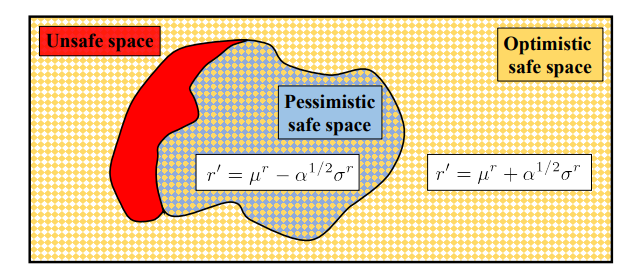 Unsafe space
Optimistic
safe space
Pessimistic
safe space
r′ = μ^r − α^{1/2}σ^r
r′ = μ^r + α^{1/2}σ^r